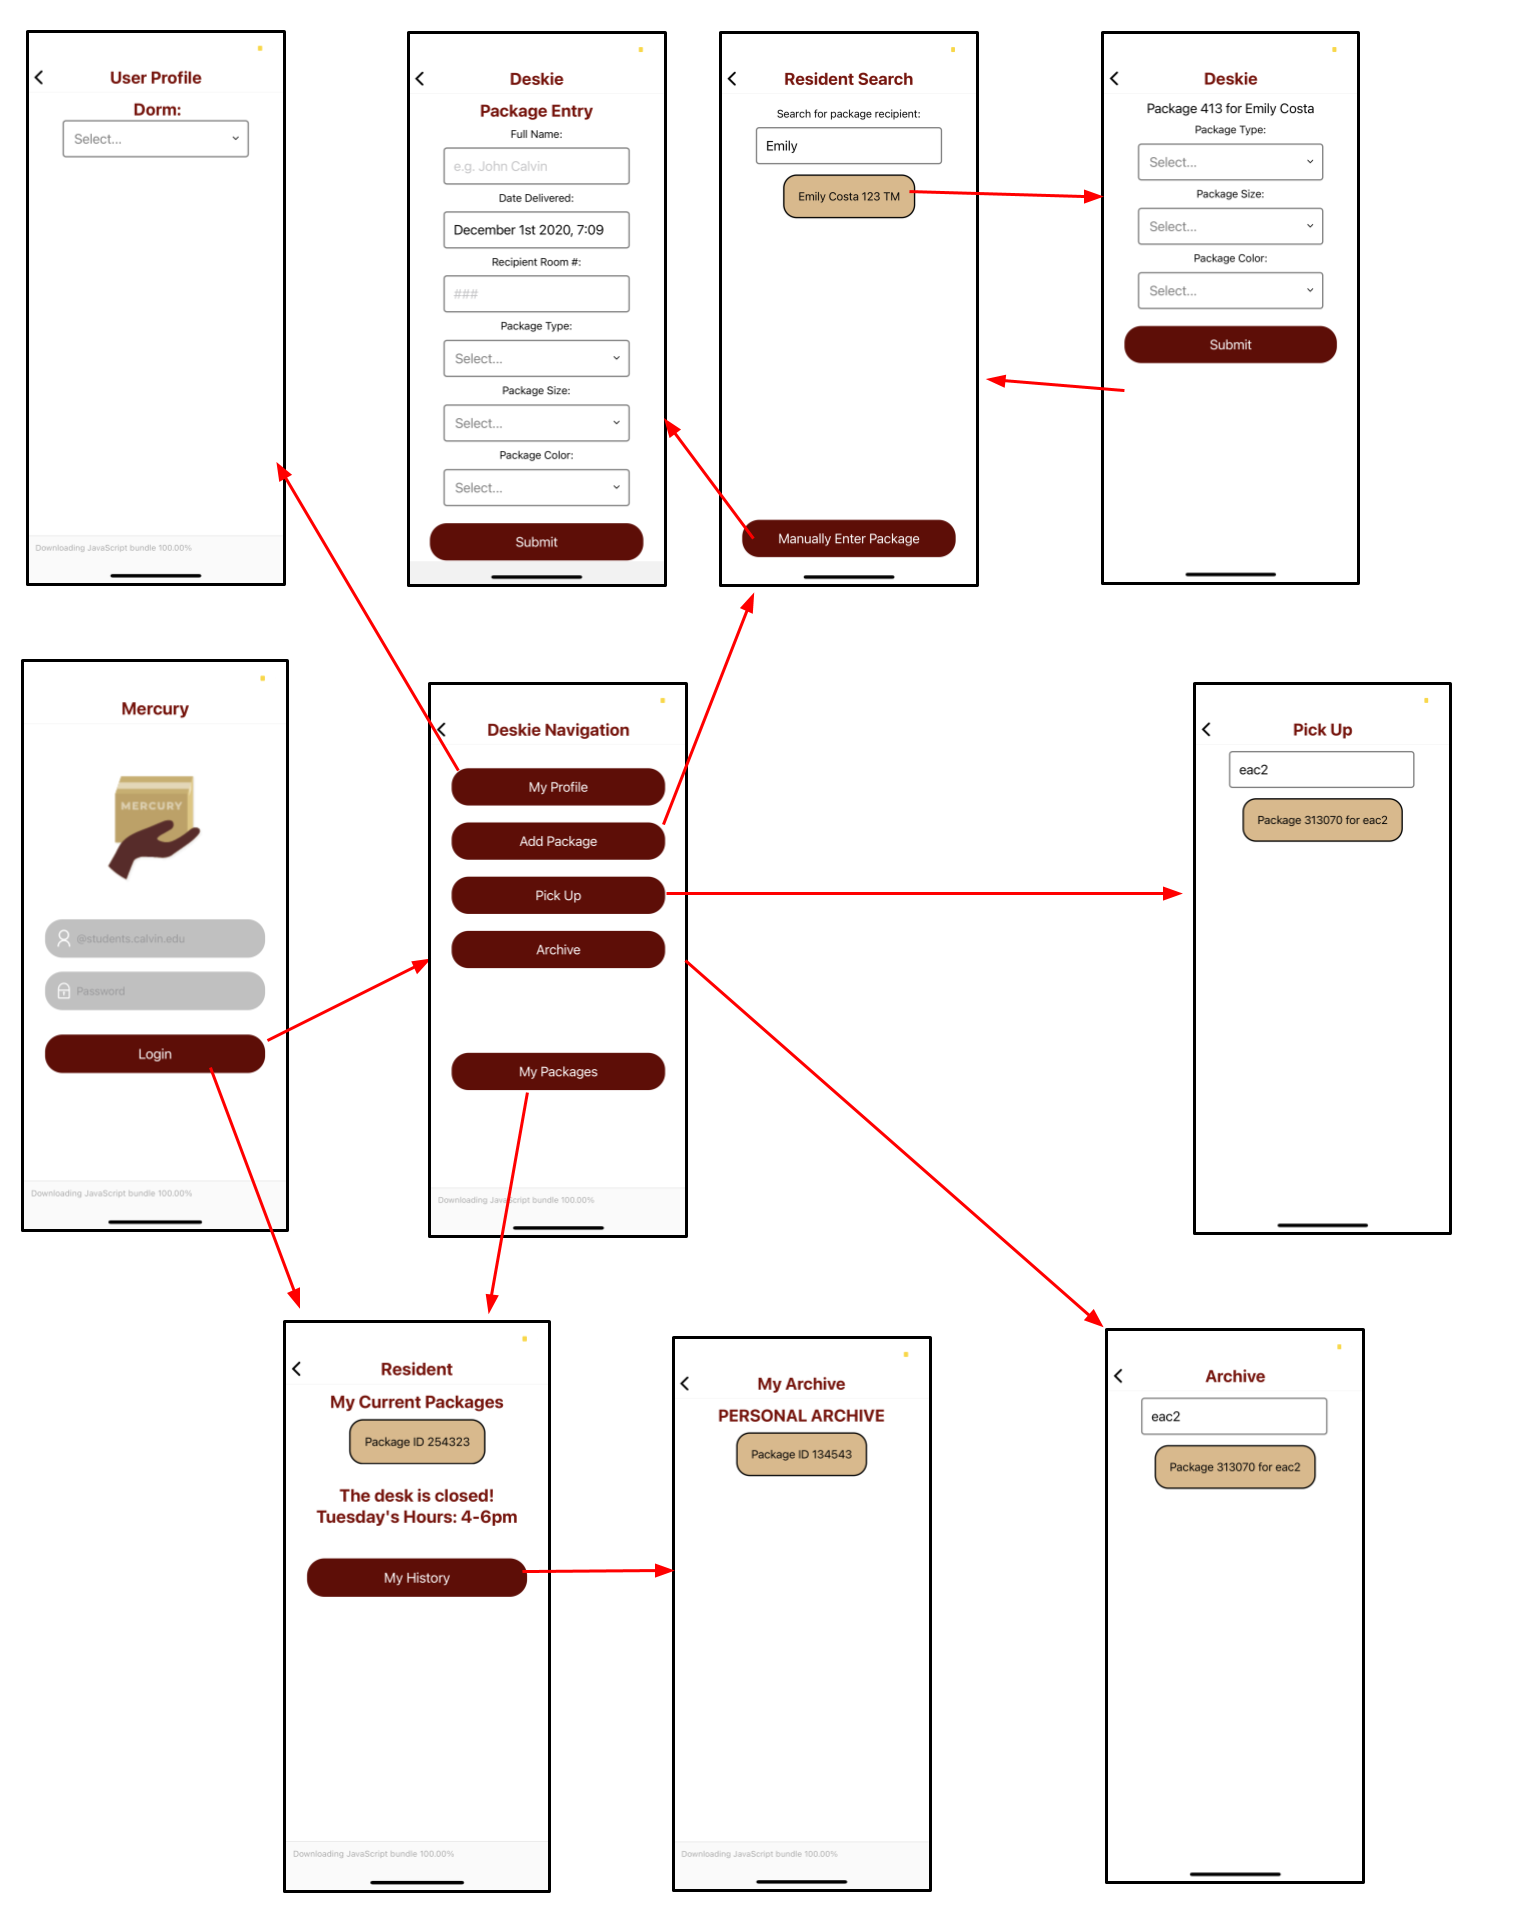 User Profile
Dorm:
Select...
Downloading JavaScript bundle 100.00%
Deskie
Package Entry
Full Name:
e.g. John Calvin
Date Delivered:
December 1st 2020, 7:09
Recipient Room #:
###
Package Type:
Select...
Package Size:
Select...
Package Color:
Select...
Submit
Resident Search
Search for package recipient:
Emily
Emily Costa 123 TM
Manually Enter Package
Deskie
Package 413 for Emily Costa
Package Type:
Select...
Package Size:
Select...
Package Color:
Select...
Submit
Mercury
MERCURY
@students.calvin.edu
Password
Login
Downloading JavaScript bundle 100.00%
Deskie Navigation
My Profile
Add Package
Pick Up
Archive
My Packages
Downloading JavaScript bundle 100.00%
Pick Up
eac2
Package 313070 for eac2
Resident
My Current Packages
Package ID 254323
The desk is closed!
Tuesday's Hours: 4-6pm
My History
Downloading JavaScript bundle 100.00%
My Archive
PERSONAL ARCHIVE
Package ID 134543
Downloading JavaScript bundle 100.00%
Archive
eac2
Package 313070 for eac2